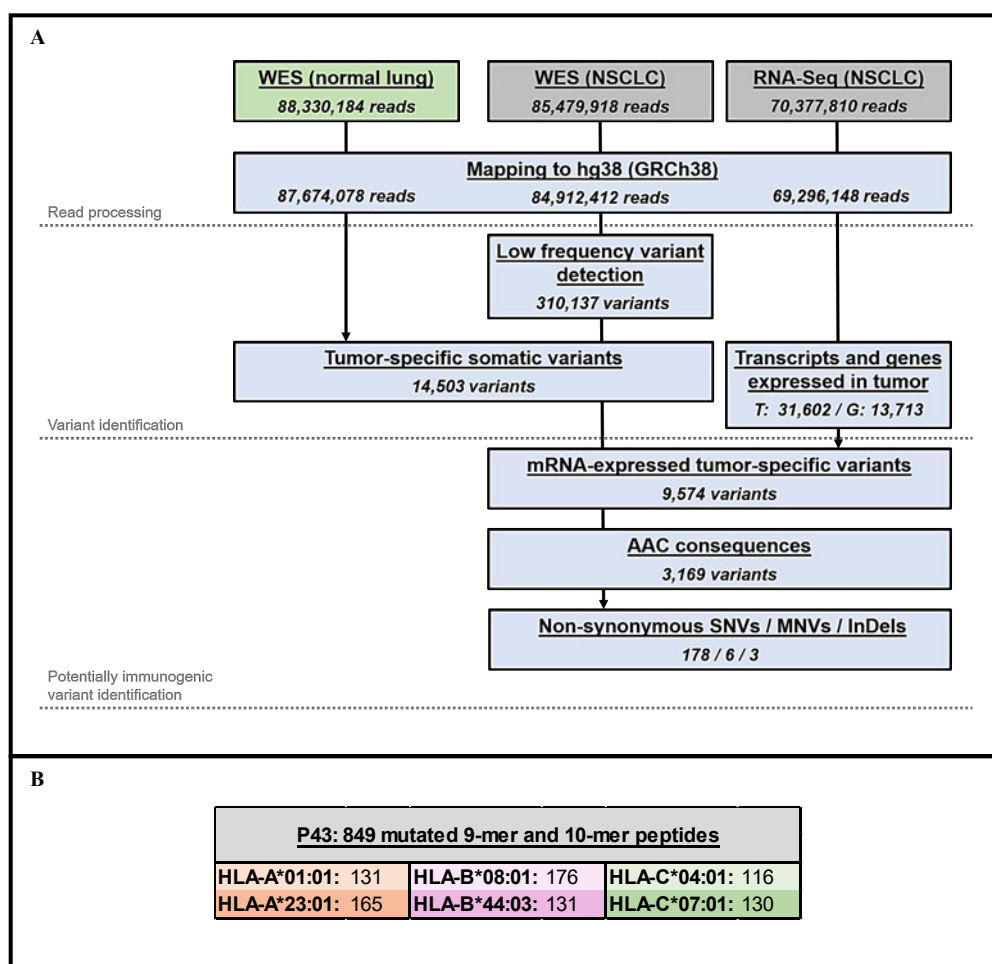 A
WES (normal lung)
88,330,184 reads
WES (NSCLC)
85,479,918 reads
RNA-Seq (NSCLC)
70,377,810 reads
Mapping to hg38 (GRCh38)
87,674,078 reads
84,912,412 reads
69,296,148 reads
Read processing
Low frequency variant
detection
310,137 variants
Tumor-specific somatic variants
14,503 variants
Transcripts and genes
expressed in tumor
T: 31,602 / G: 13,713
Variant identification
mRNA-expressed tumor-specific variants
9,574 variants
AAC consequences
3,169 variants
Non-synonymous SNVs / MNVs / InDels
178 / 6 / 3
Potentially immunogenic
variant identification
B
P43: 849 mutated 9-mer and 10-mer peptides
HLA-A*01:01: 131 HLA-B*08:01: 176 HLA-C*04:01: 116
HLA-A*23:01: 165 HLA-B*44:03: 131 HLA-C*07:01: 130